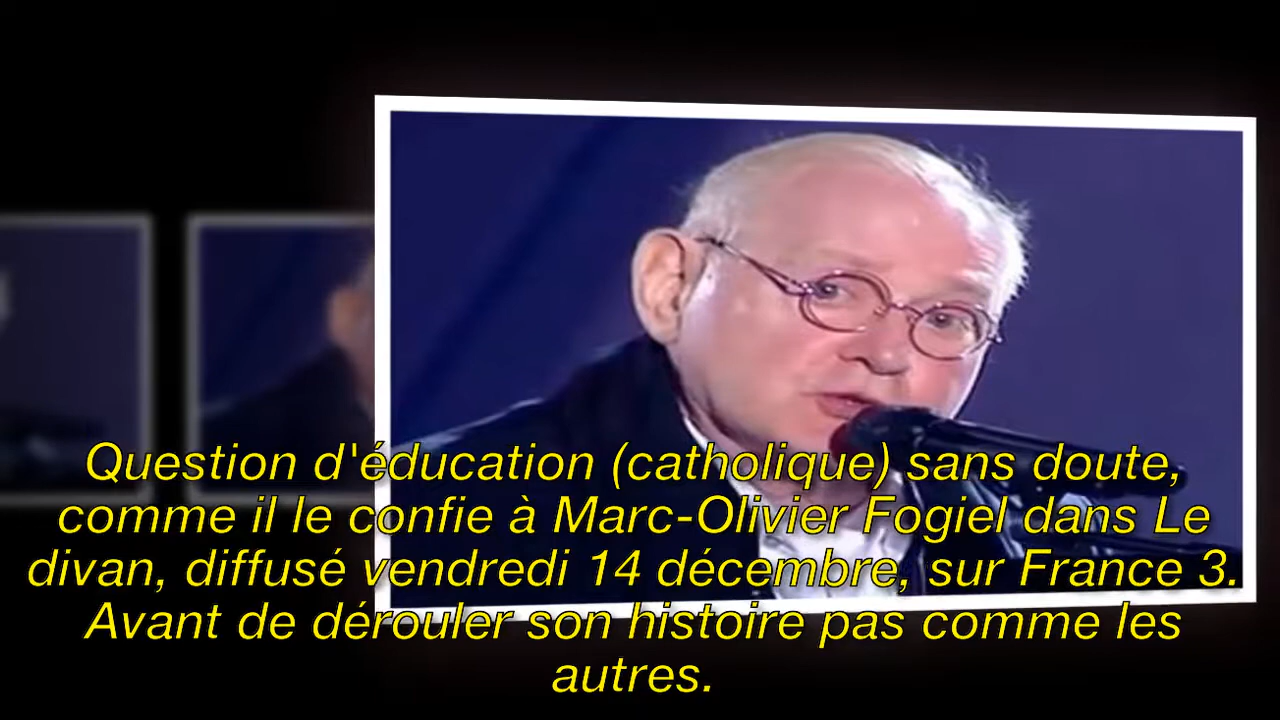 Question d'éducation (catholique) sans doute,
comme il le confie à Marc-Olivier Fogiel dans Le
divan, diffusé vendredi 14 décembre, sur France 3.
Avant de dérouler son histoire pas comme les
autres.